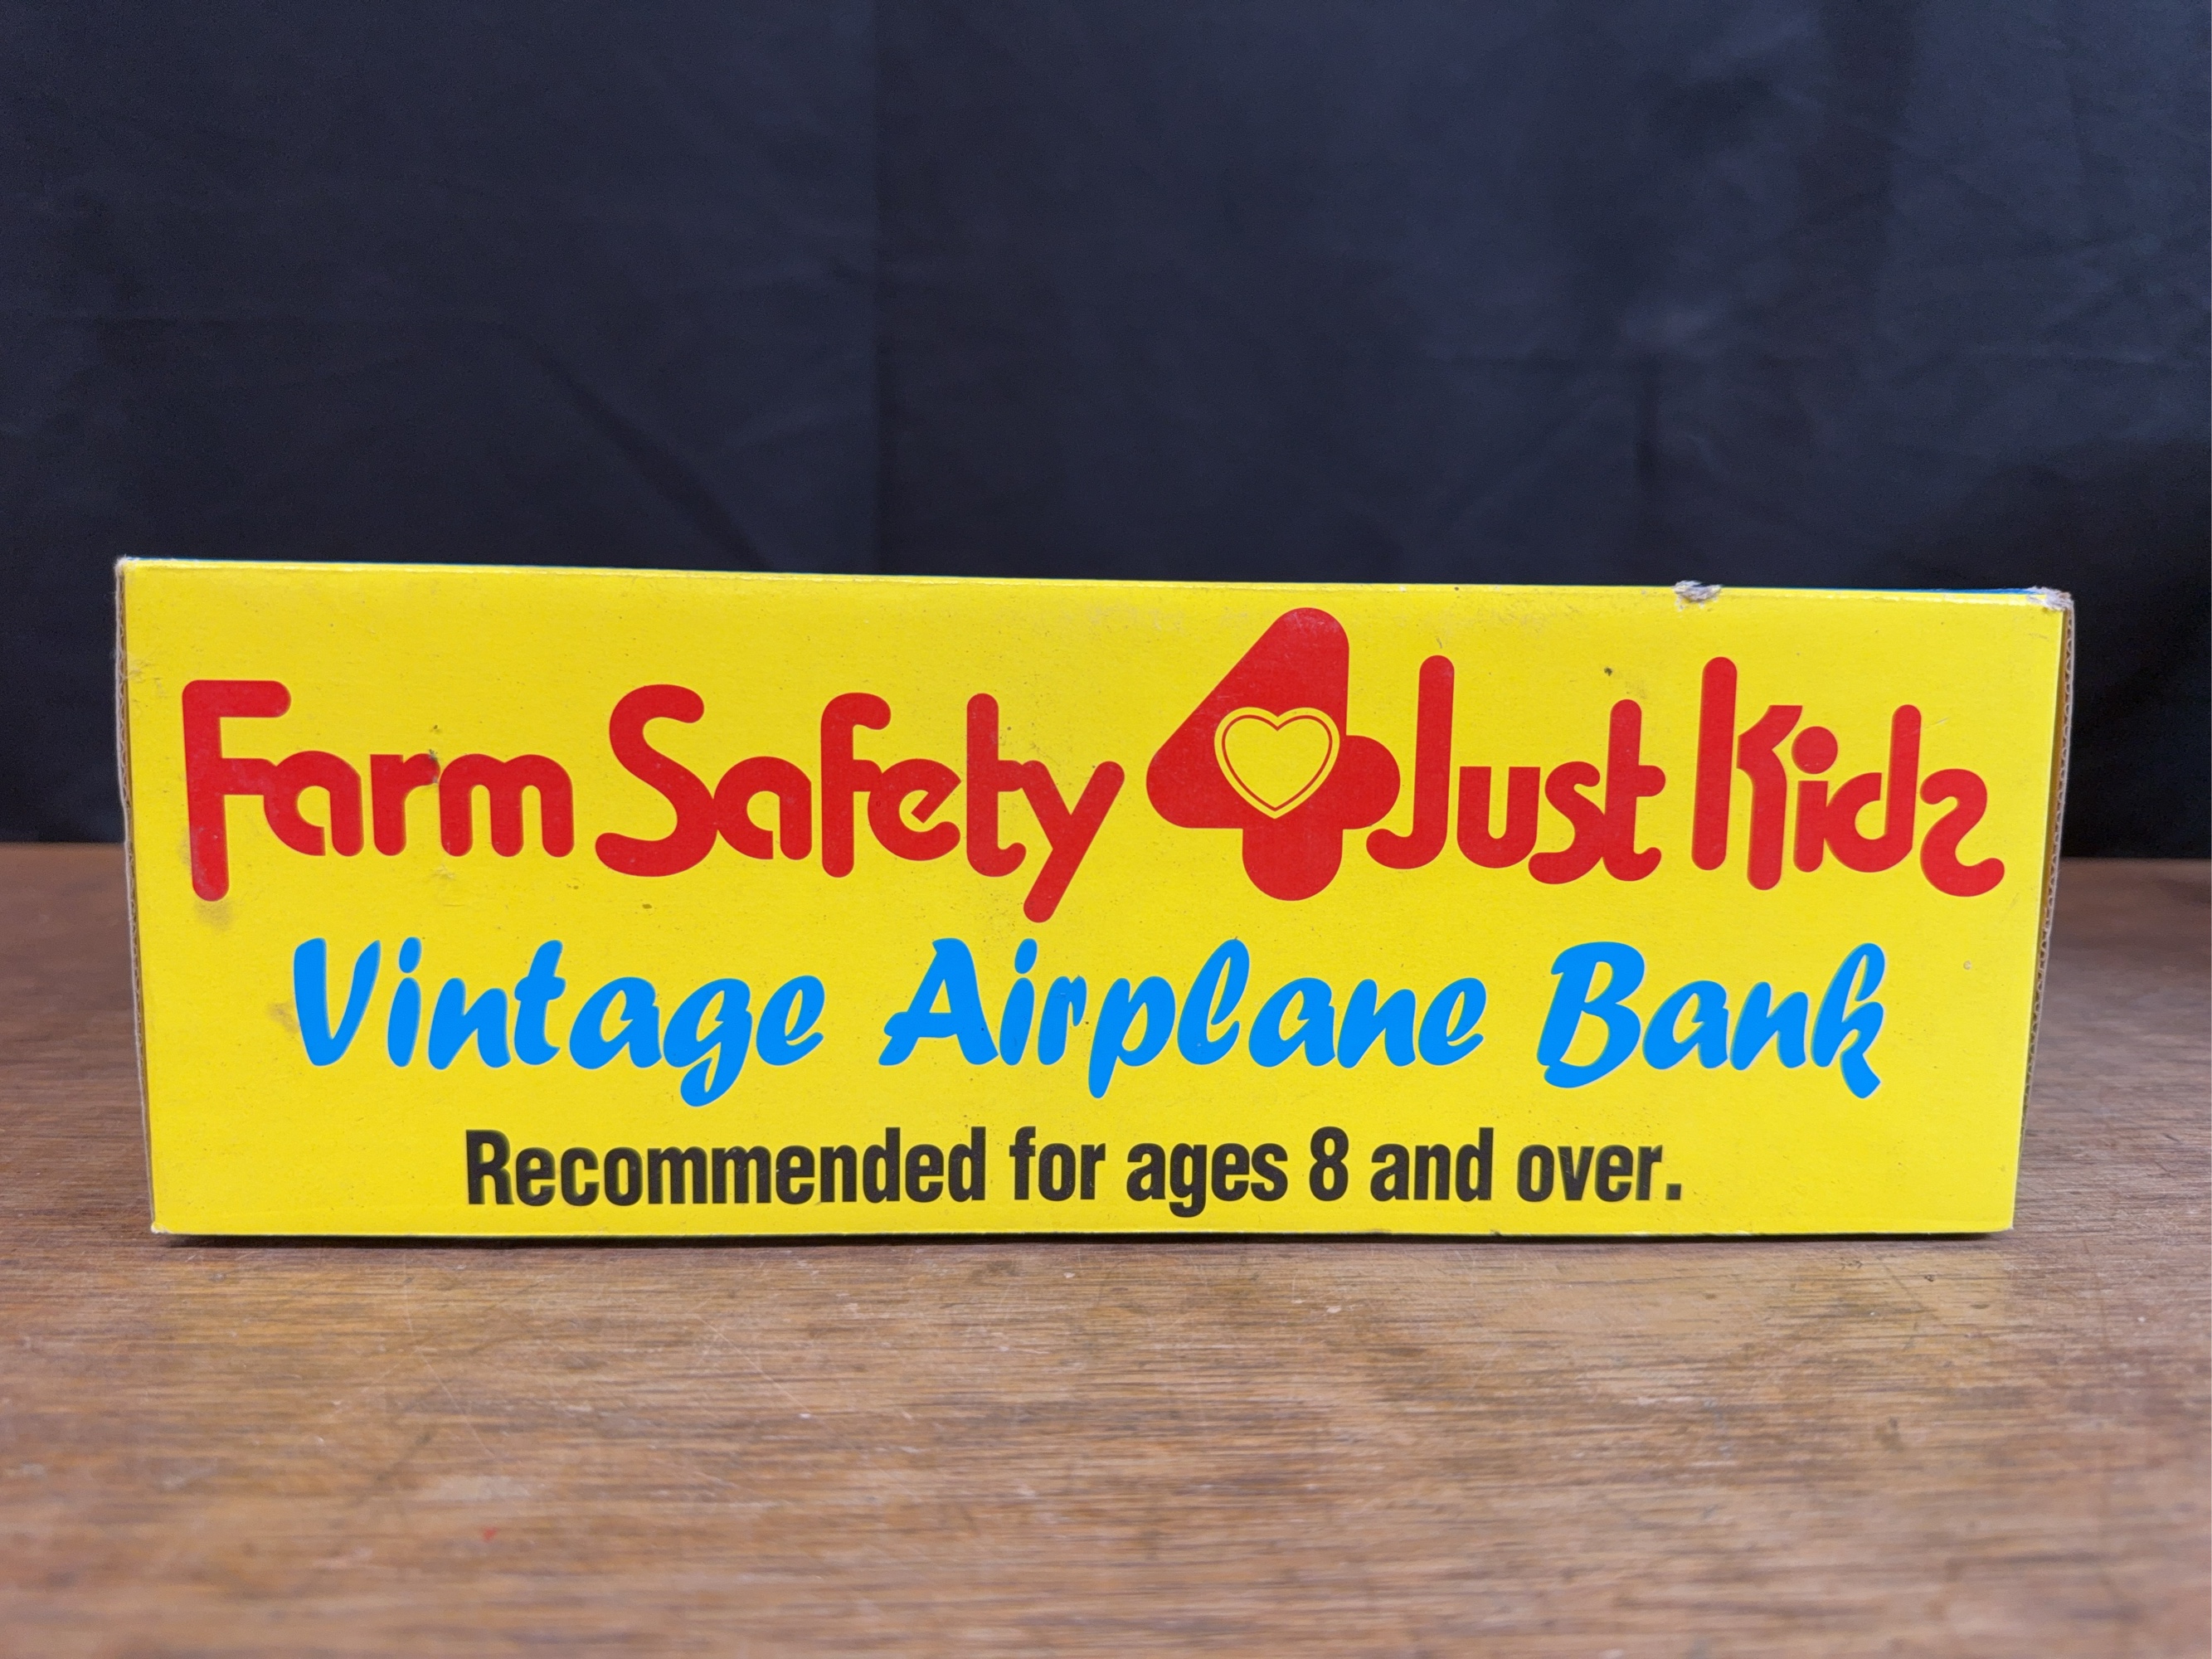 Farm Safety 4 Just Kids
Vintage Airplane Bank
Recommended for ages 8 and over.